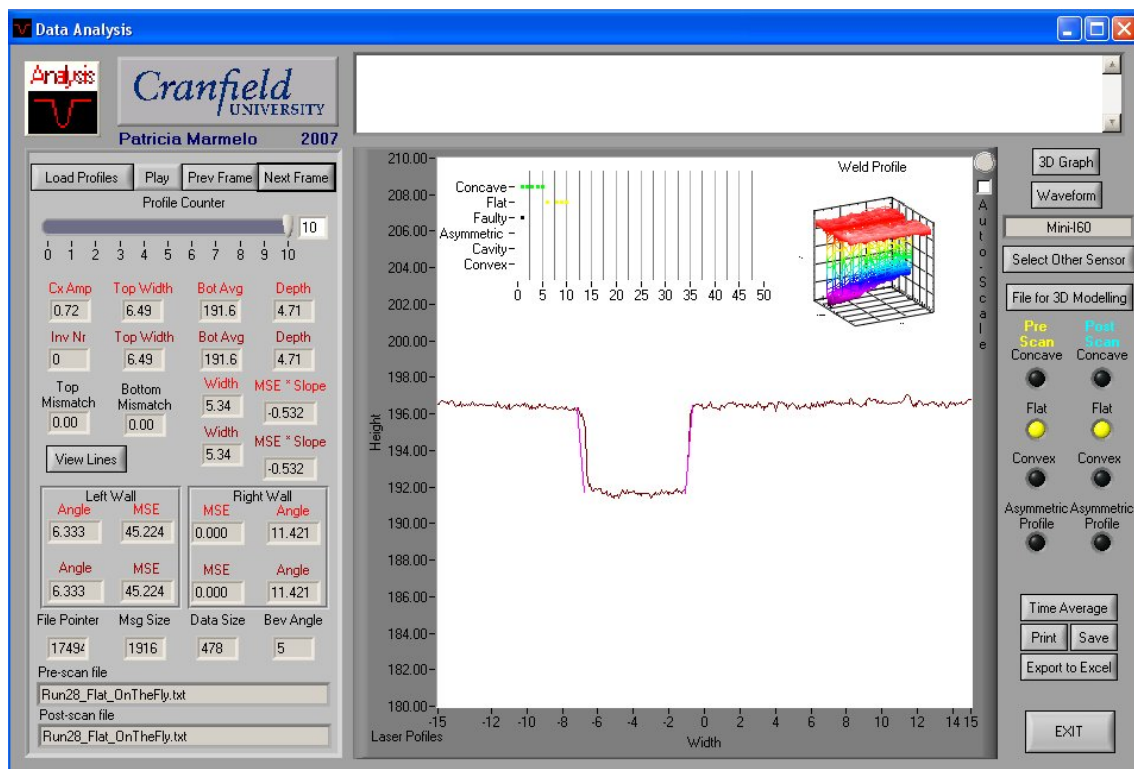 Data Analysis
Analysis
Cranfield
UNIVERSITY
Patricia Marmelo 2007
Load Profiles Play Prev Frame Next Frame
Profile Counter
10
0 1 2 3 4 5 6 7 8 9 10
Cx Amp Top Width Bot Avg Depth
0.72 6.49 191.6 4.71
Inv Nr Top Width Bot Avg Depth
0 6.49 191.6 4.71
Top Mismatch Bottom Mismatch Width MSE * Slope
0.00 0.00 5.34 -0.532
Width MSE * Slope
5.34 -0.532
View Lines
Left Wall Right Wall
Angle MSE MSE Angle
6.333 45.224 0.000 11.421
Angle MSE MSE Angle
6.333 45.224 0.000 11.421
File Pointer Msg Size Data Size Bev Angle
1749 1916 478 5
Pre-scan file
Run28_Flat_OnTheFly.txt
Post-scan file
Run28_Flat_OnTheFly.txt
210.00
208.00
206.00
204.00
202.00
200.00
198.00
196.00
194.00
192.00
190.00
188.00
186.00
184.00
182.00
180.00
Height
Concave
Flat
Faulty
Asymmetric
Cavity
Convex
0 5 10 15 20 25 30 35 40 45 50
Weld Profile
Auto-Scale
-15 -12 -10 -8 -6 -4 -2 0 2 4 6 8 10 12 14 15
Laser Pofiles
Width
3D Graph
Waveform
Mini-I60
Select Other Sensor
File for 3D Modelling
Pre Scan Post Scan
Concave Concave
Flat Flat
Convex Convex
Asymmetric Profile Asymmetric Profile
Time Average
Print Save
Export to Excel
EXIT